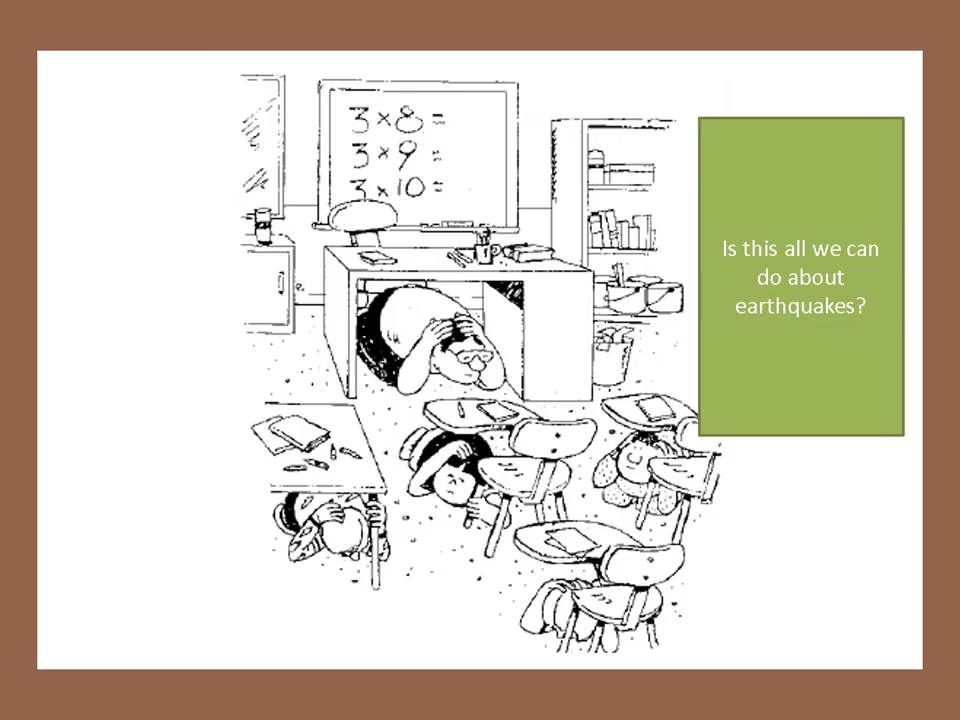 3 x 8 =
3 x 9 =
3 x 10 =
Is this all we can
do about
earthquakes?